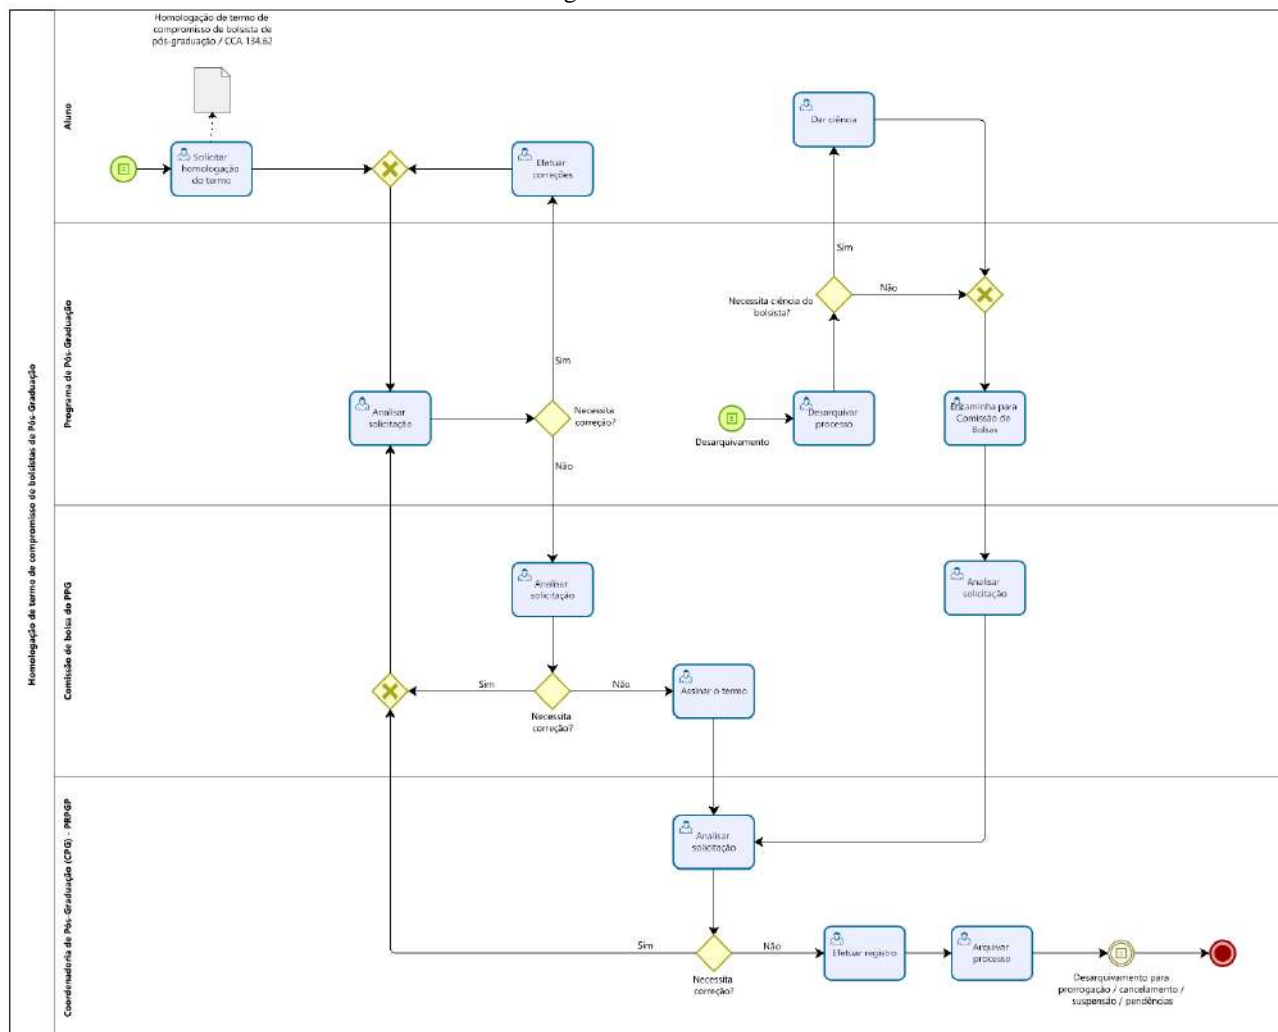 Homologação de termo de
compromisso de bolsista de
pós-graduação / CCA 134.62
Homologação de termo de compromisso de bolsistas de Pós-Graduação
Aluno
Solicitar
homologação
do termo
Efetuar
correções
Dar ciência
Programa de Pós-Graduação
Sim
Necessita ciência do
bolsista?
Não
Sim
Analisar
solicitação
Necessita
correção?
Não
Desarquivamento
Desarquivar
processo
Encaminha para
Comissão de
Bolsas
Comissão de bolsa do PPG
Analisar
solicitação
Analisar
solicitação
Sim
Necessita
correção?
Não
Assinar o termo
Coordenadoria de Pós-Graduação (CPG) - PRPGP
Analisar
solicitação
Sim
Necessita
correção?
Não
Efetuar registro
Arquivar
processo
Desarquivamento para
prorrogação / cancelamento /
suspensão / pendências